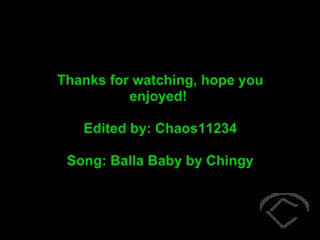 Thanks for watching, hope you
enjoyed!
Edited by: Chaos11234
Song: Balla Baby by Chingy